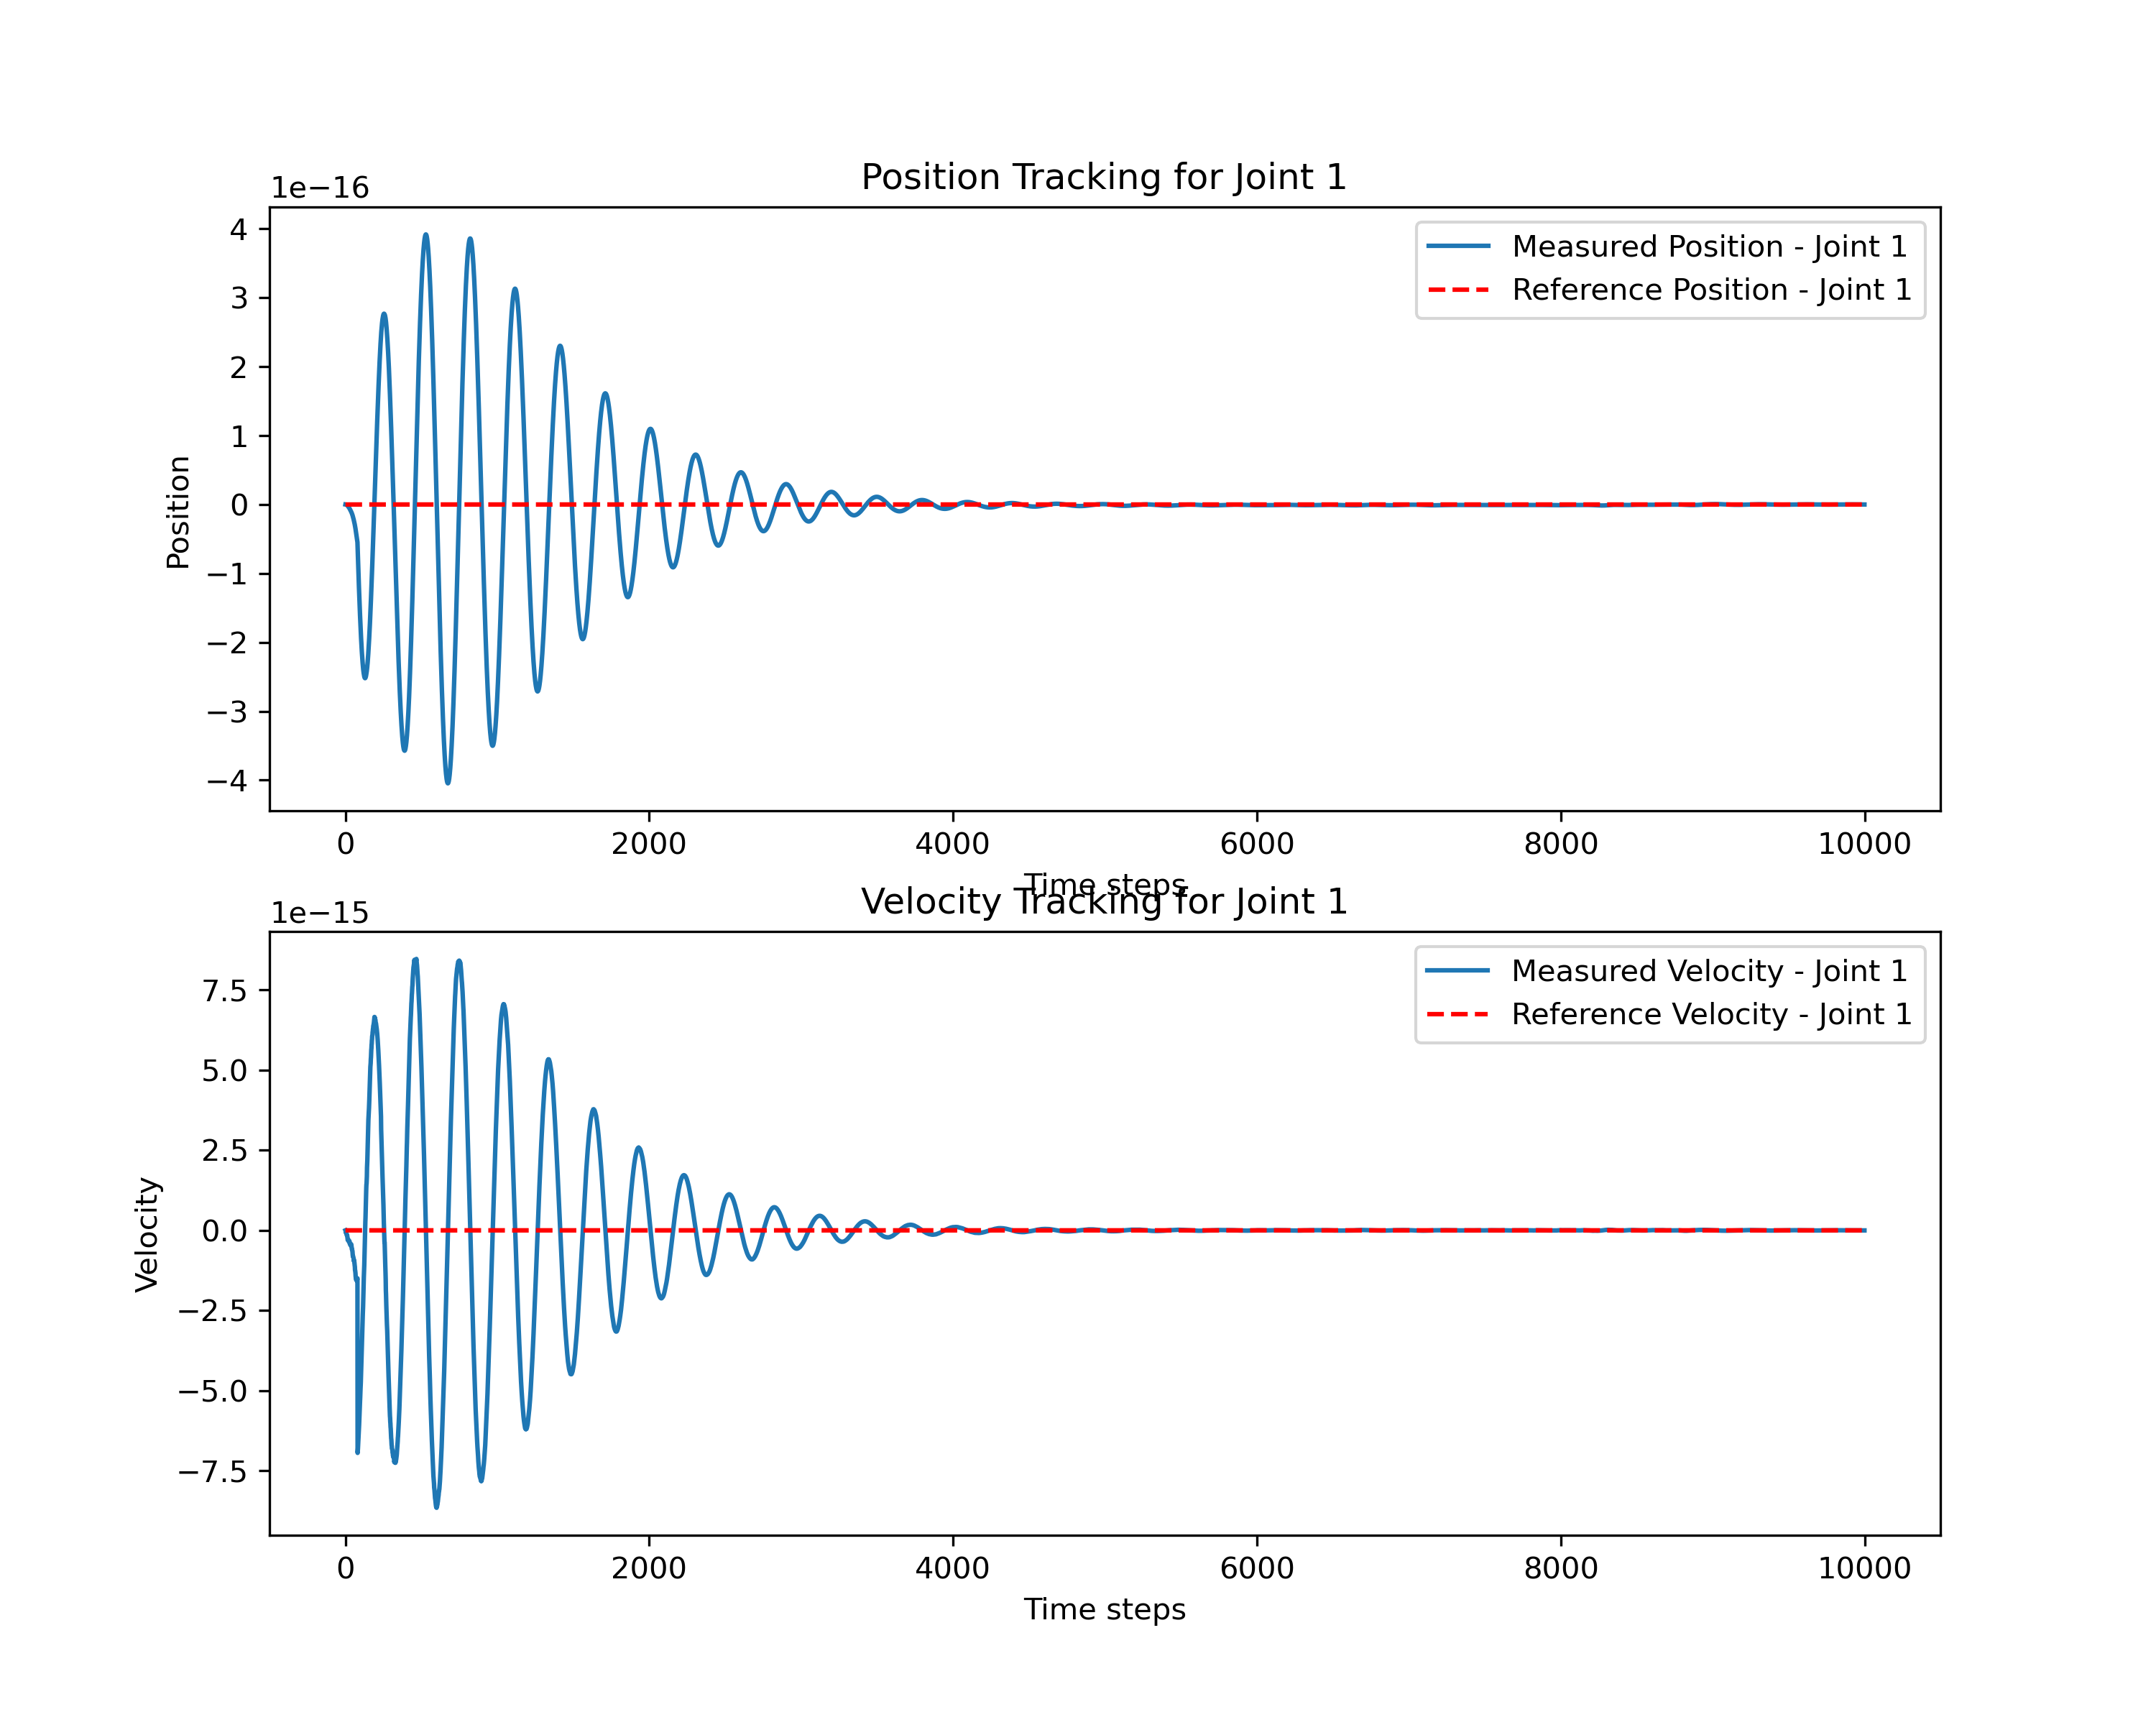 Position Tracking for Joint 1
1e−16
4
3
2
1
0
−1
−2
−3
−4
Position
Measured Position - Joint 1
Reference Position - Joint 1
0 2000 4000 6000 8000 10000
Time steps
Velocity Tracking for Joint 1
1e−15
7.5
5.0
2.5
0.0
−2.5
−5.0
−7.5
Velocity
Measured Velocity - Joint 1
Reference Velocity - Joint 1
0 2000 4000 6000 8000 10000
Time steps